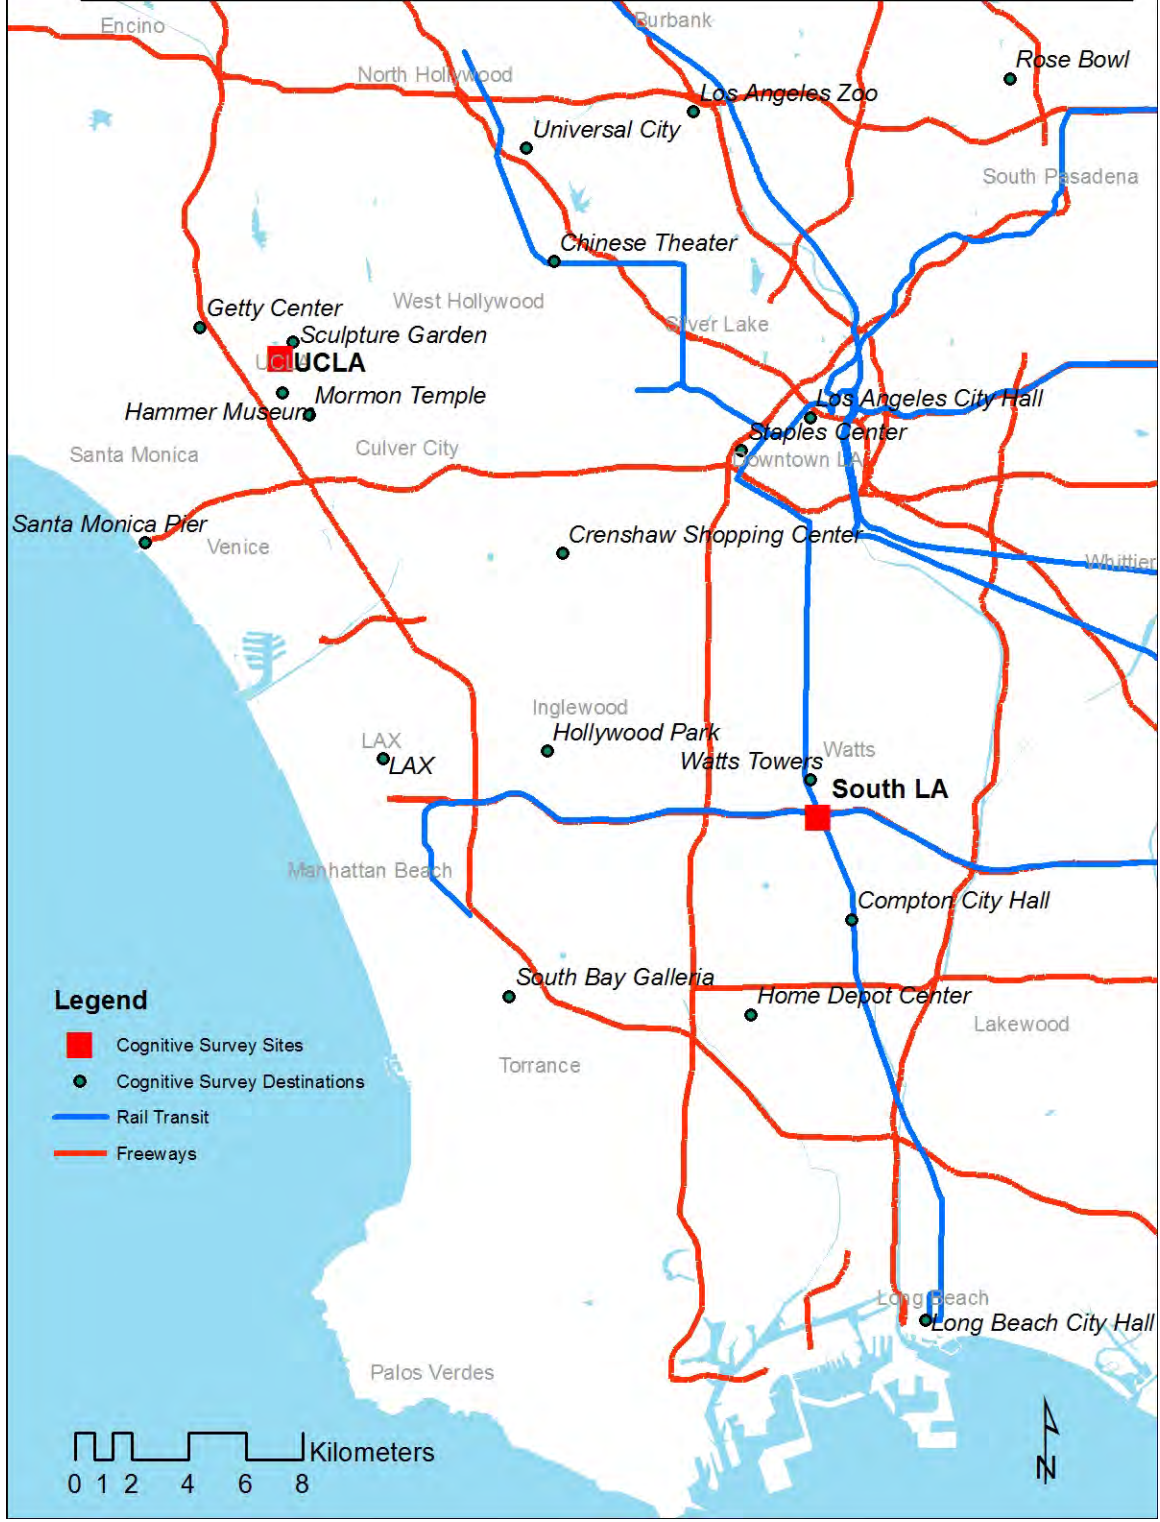 Encino
Burbank
Rose Bowl
North Hollywood
Los Angeles Zoo
Universal City
South Pasadena
Chinese Theater
West Hollywood
Getty Center
Silver Lake
Sculpture Garden
UCLA
UCLA
Mormon Temple
Los Angeles City Hall
Hammer Museum
Staples Center
Santa Monica
Culver City
Downtown LA
Santa Monica Pier
Crenshaw Shopping Center
Venice
Whittier
Inglewood
Hollywood Park
LAX
LAX
Watts
Watts Towers
South LA
Manhattan Beach
Compton City Hall
South Bay Galleria
Home Depot Center
Lakewood
Torrance
Legend
Cognitive Survey Sites
Cognitive Survey Destinations
Rail Transit
Freeways
Long Beach
Long Beach City Hall
Palos Verdes
Kilometers
0 1 2 4 6 8
N